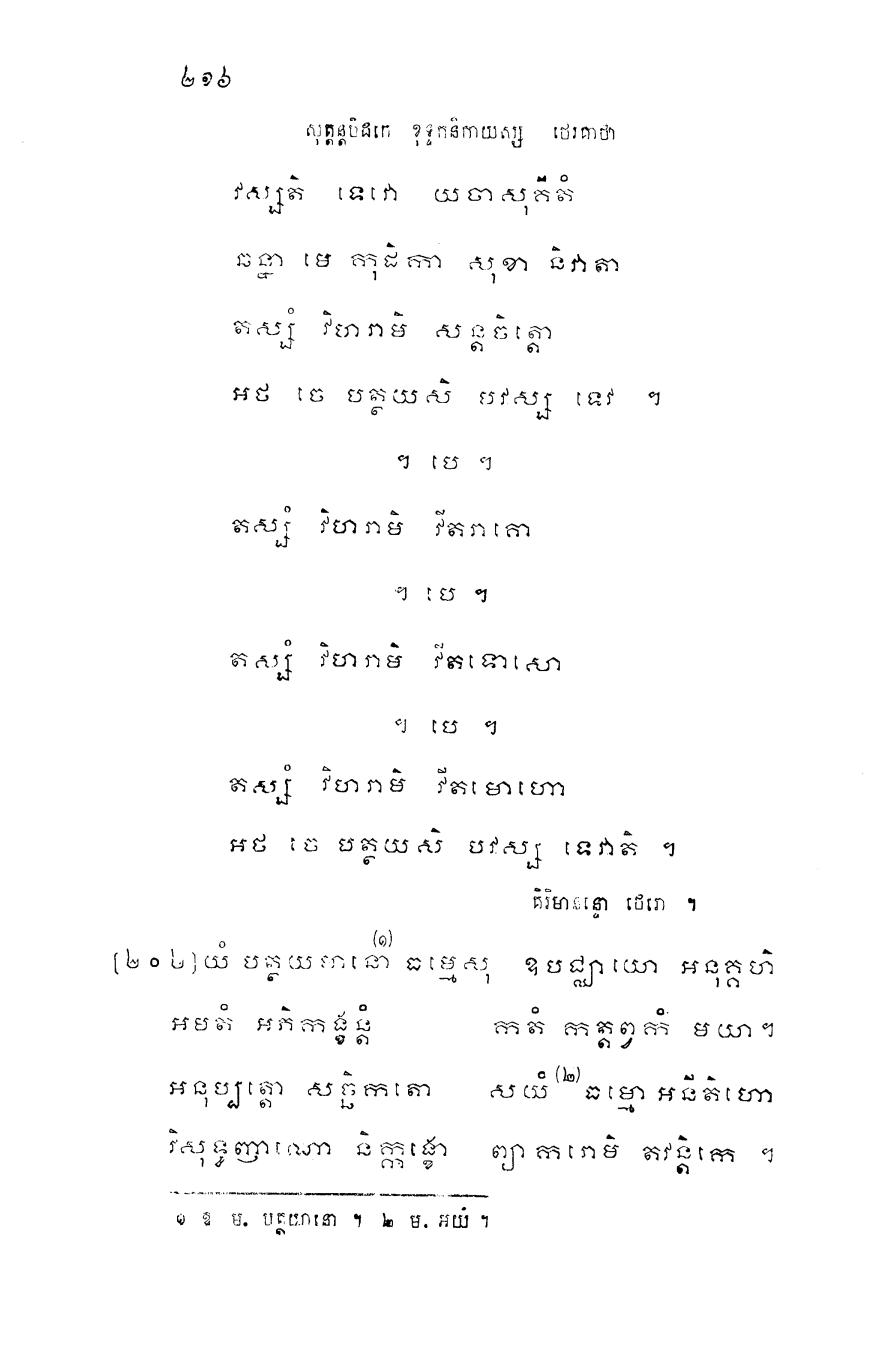 ២១៦
សុត្តន្តបិដកេ ខុទ្ទកនិកាយស្ស ថេរគាថា
វស្សតិ ទេវោ យថាសុគីតំ
ឆន្នា មេ កុដិកា សុខា និវាតា
តស្សំ វិហរាមិ សន្តចិត្តោ
អថ ចេ បត្ថយសិ បវស្ស ទេវ ។
។ បេ ។
តស្សំ វិហរាមិ វីតរាគោ
។ បេ ។
តស្សំ វិហរាមិ វីតទោសោ
។ បេ ។
តស្សំ វិហរាមិ វីតមោហោ
អថ ចេ បត្ថយសិ បវស្ស ទេវាតិ ។
គិរិមានន្ទោ ថេរោ ។
[២០៤] យំ បត្ថយមានោ (១) ធម្មេសុ ឧបជ្ឈាយោ អនុគ្គហិ
អមតំ អភិកង្ខន្តំ កតំ កត្តព្វកំ មយា ។
អនុប្បត្តោ សច្ឆិកតោ សយំ (២) ធម្មោ អនីតិហោ
វិសុទ្ធញាណោ និក្កង្ខោ ព្យាករោមិ តវន្តិកេ ។
១ ឱ ម. បត្ថយានោ ។ ២ ម. អយំ ។